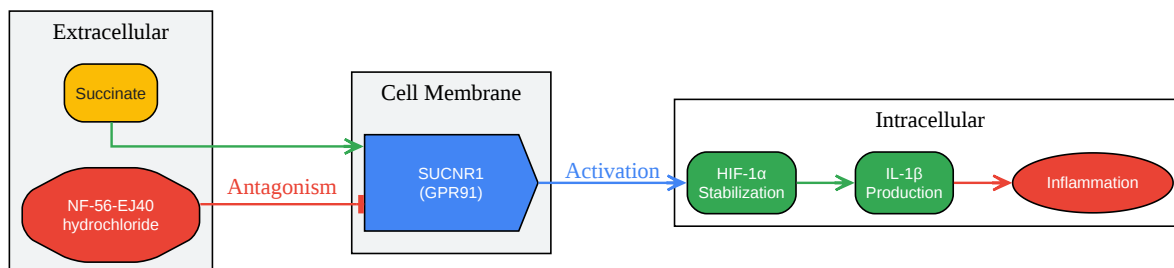 Extracellular
Succinate
NF-56-EJ40
hydrochloride
Antagonism
Cell Membrane
SUCNR1
(GPR91)
Activation
Intracellular
HIF-1α
Stabilization
IL-1β
Production
Inflammation